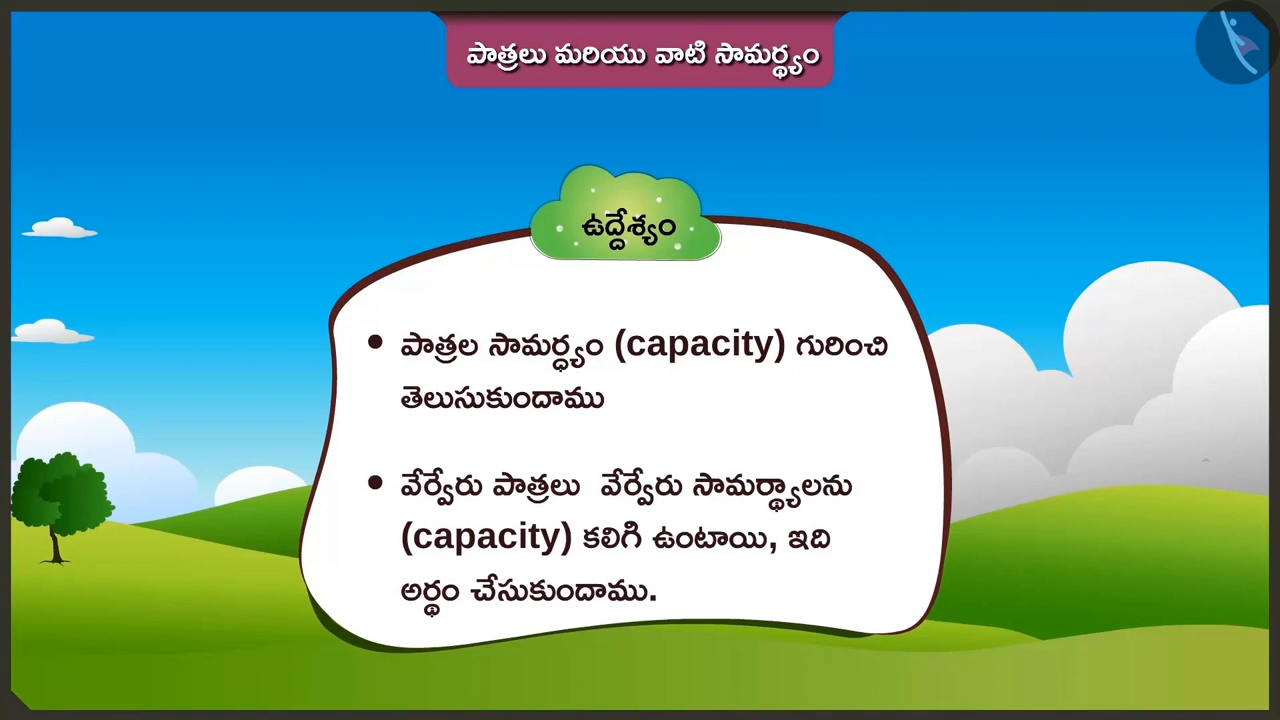 పాత్రలు మరియు వాటి సామర్థ్యం
ఉద్దేశ్యం
• పాత్రల సామర్ధ్యం (capacity) గురించి
తెలుసుకుందాము
• వేర్వేరు పాత్రలు వేర్వేరు సామర్థ్యాలను
(capacity) కలిగి ఉంటాయి, ఇది
అర్థం చేసుకుందాము.